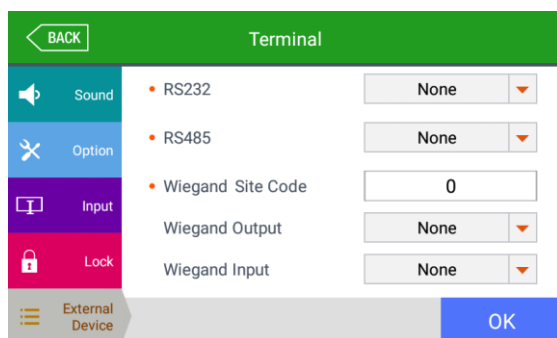 BACK
Terminal
Sound
Option
Input
Lock
External
Device
• RS232 None
• RS485 None
• Wiegand Site Code 0
Wiegand Output None
Wiegand Input None
OK